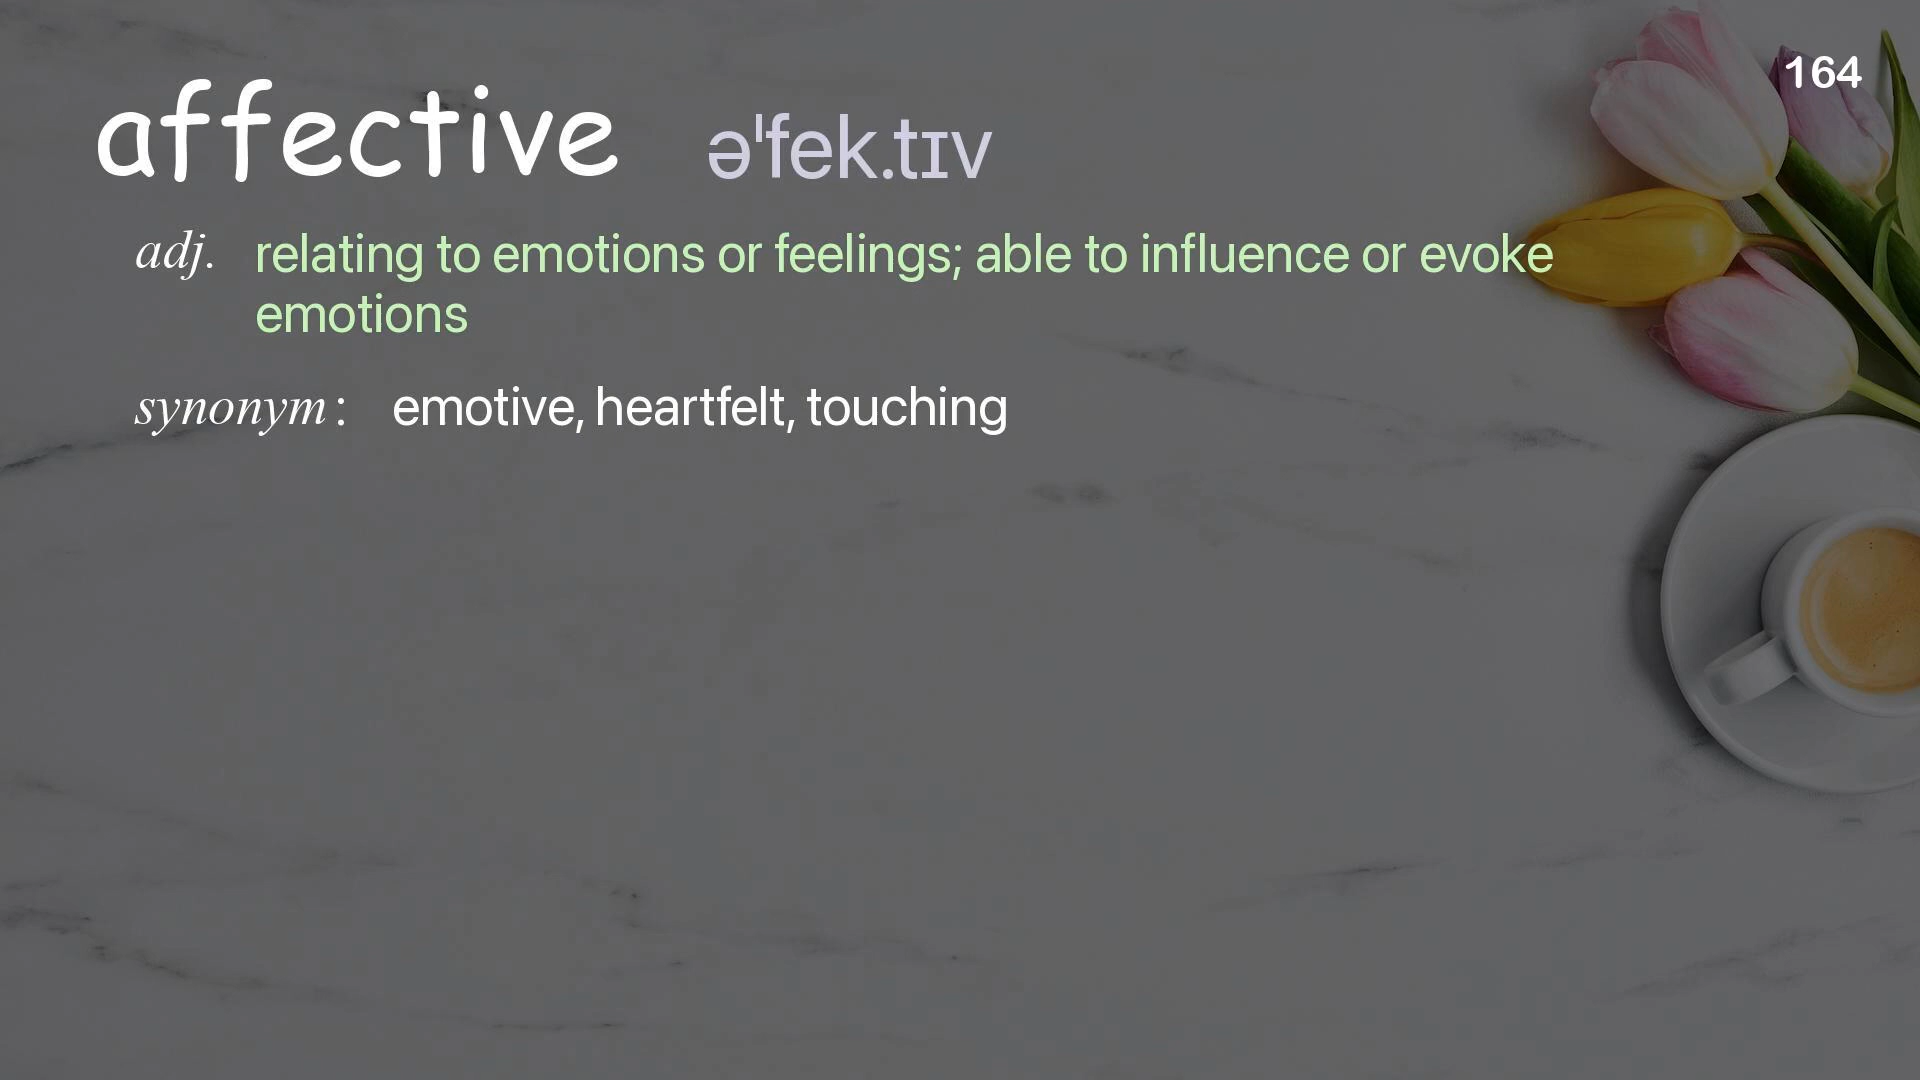 164
affective əˈfek.tɪv
adj. relating to emotions or feelings; able to influence or evoke
emotions
synonym: emotive, heartfelt, touching